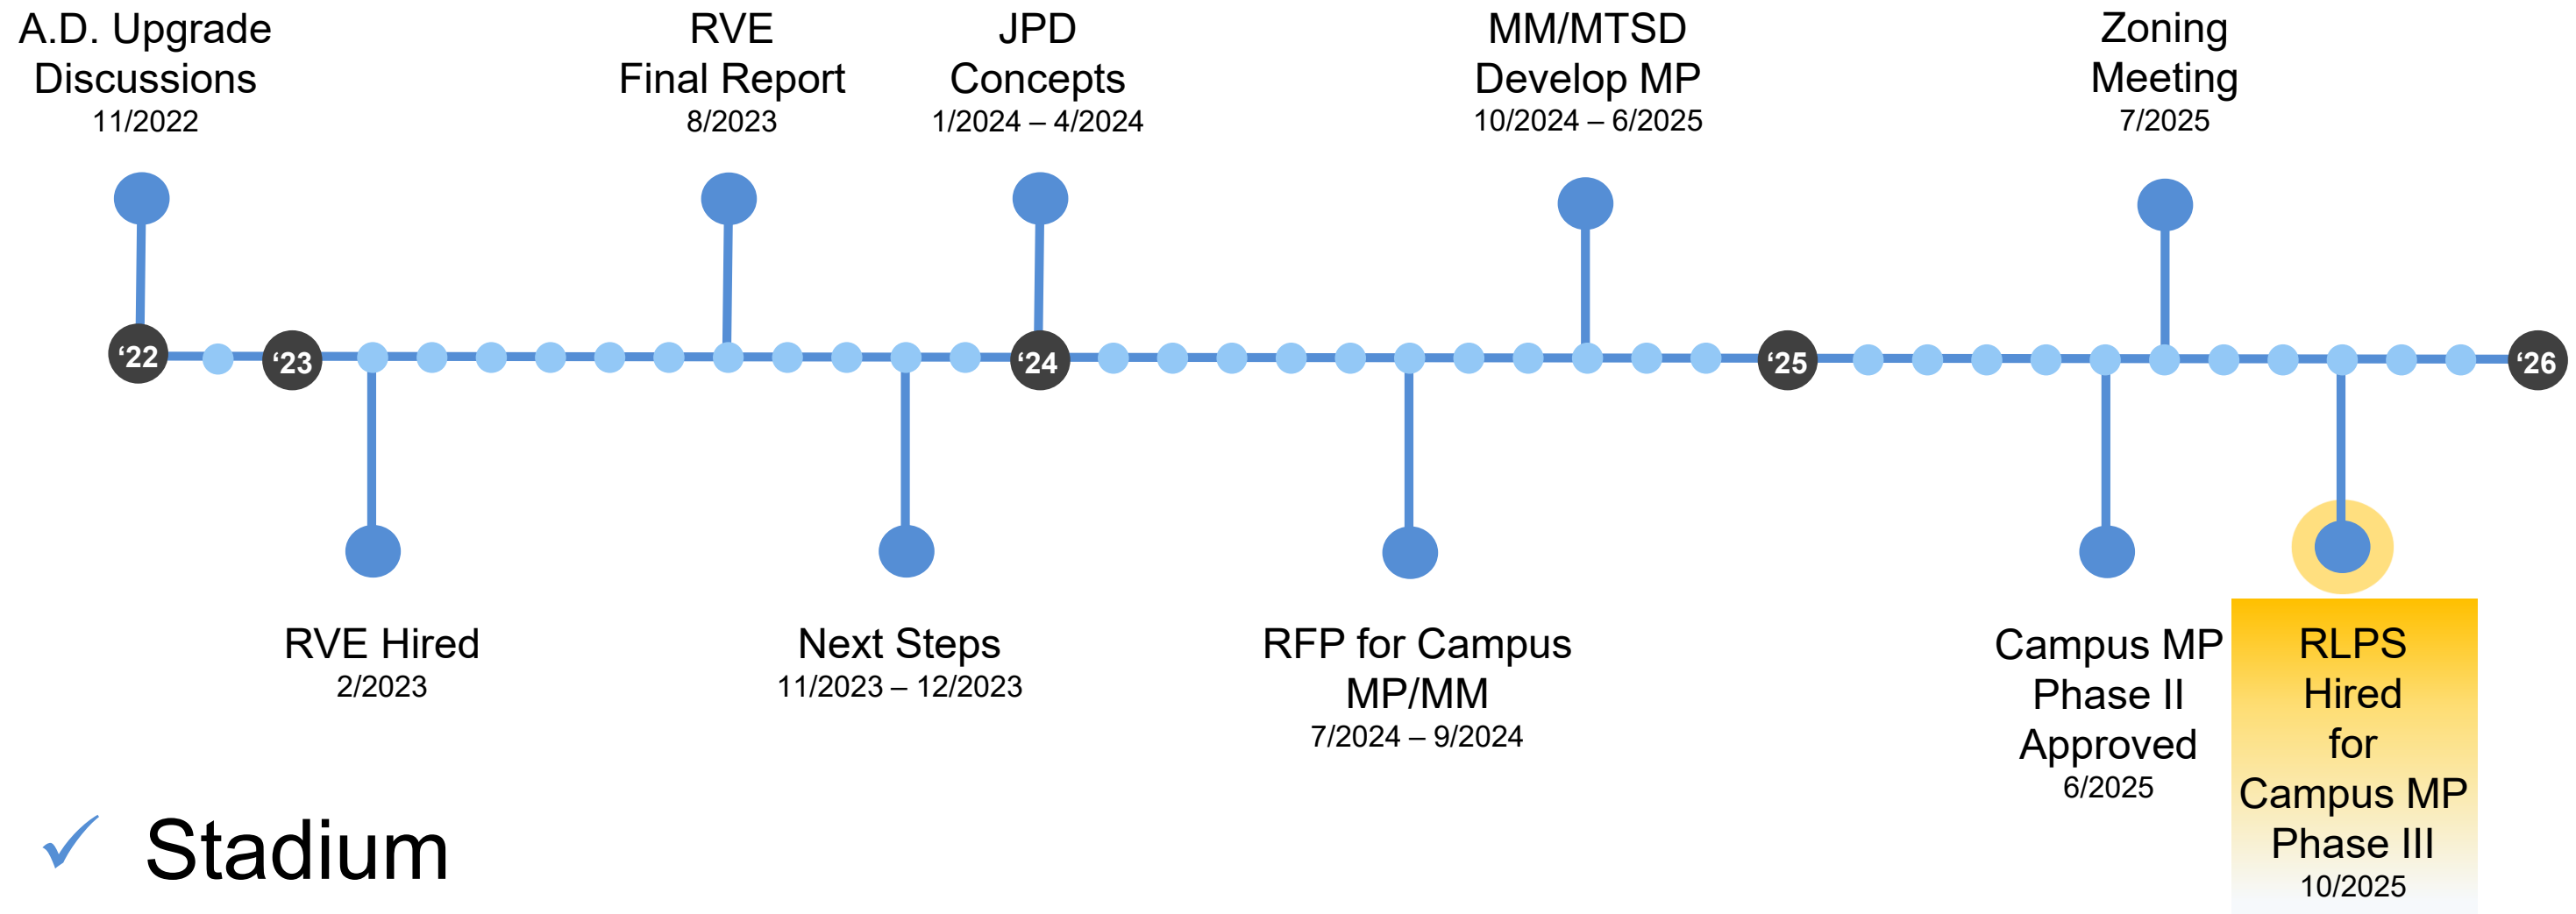 A.D. Upgrade
Discussions
11/2022
RVE
Final Report
8/2023
JPD
Concepts
1/2024 – 4/2024
MM/MTSD
Develop MP
10/2024 – 6/2025
Zoning
Meeting
7/2025
‘22
‘23
‘24
‘25
‘26
RVE Hired
2/2023
Next Steps
11/2023 – 12/2023
RFP for Campus
MP/MM
7/2024 – 9/2024
Campus MP
Phase II
Approved
6/2025
RLPS
Hired
for
Campus MP
Phase III
10/2025
Stadium